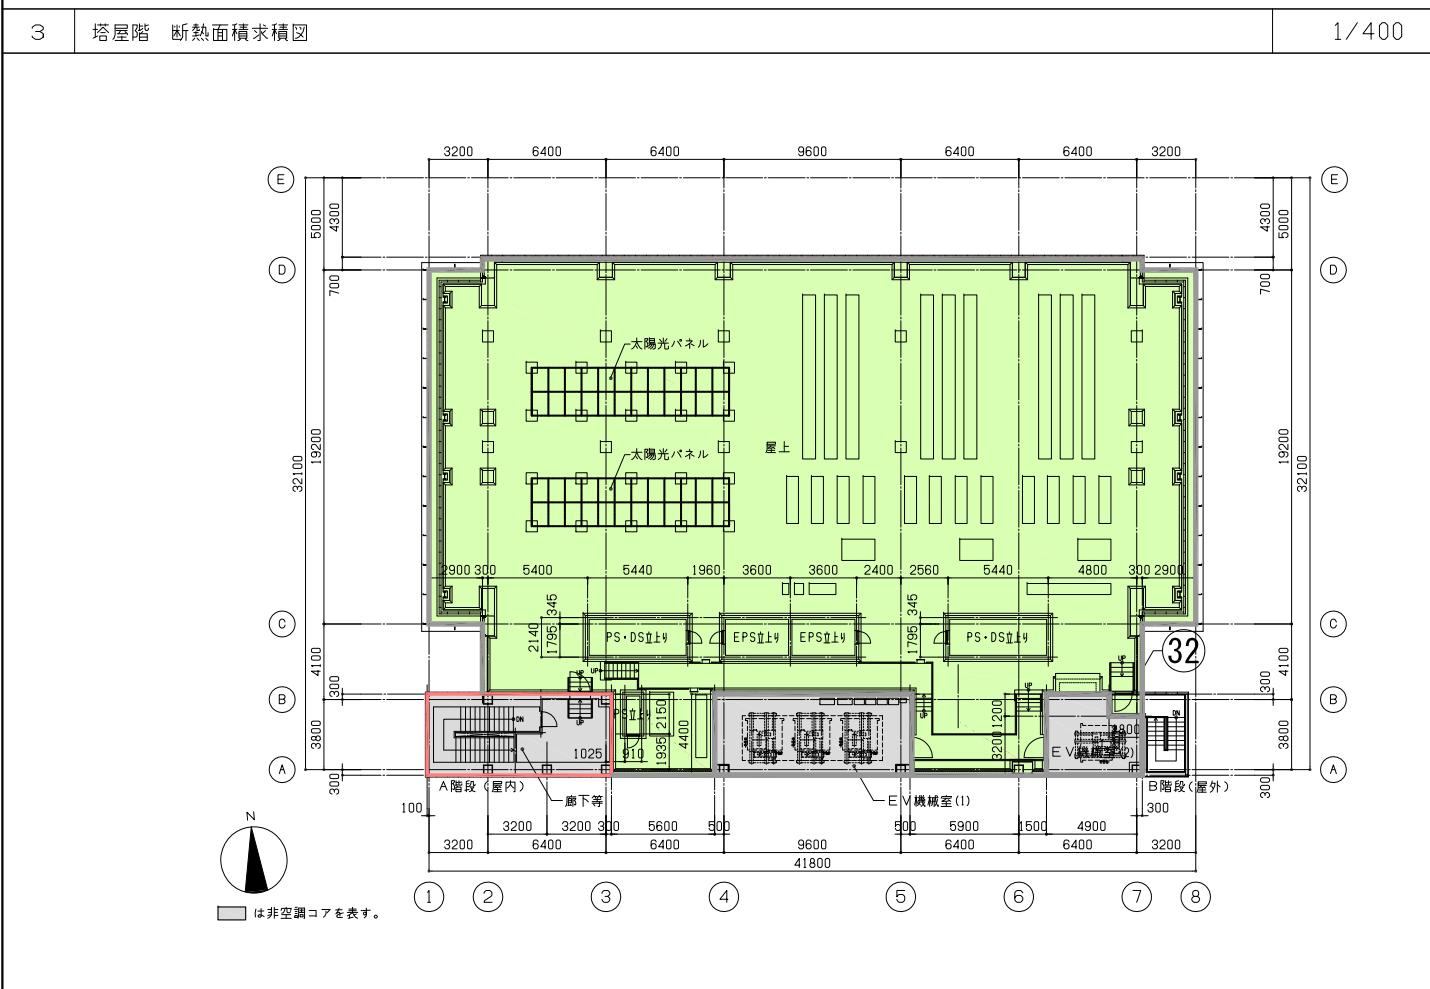 3 塔屋階 断熱面積求積図 1/400
3200 6400 6400 9600 6400 6400 3200
E E
5000 4300 4300 5000
D D
700 700
太陽光パネル
19200 32100 19200 32100
太陽光パネル
屋上
2900 300 5400 5440 1960 3600 3600 2400 2560 5440 4800 300 2900
345
C C
2140 1795 PS・DS立上り EPS立上り EPS立上り 1795 PS・DS立上り
32
4100 UP UP 4100
300 UP 300
B B
DN UP PS立上り 2150 UP 1200 UP DN
3800 4400 3200 3800
1025 910 1935 EV機械室(2)
A A
300 A階段(屋内) B階段(屋外) 300
100 廊下等 EV機械室(1) 300
3200 3200 300 5600 500 500 5900 1500 4900
3200 6400 6400 9600 6400 6400 3200
41800
N
1 2 3 4 5 6 7 8
は非空調コアを表す。